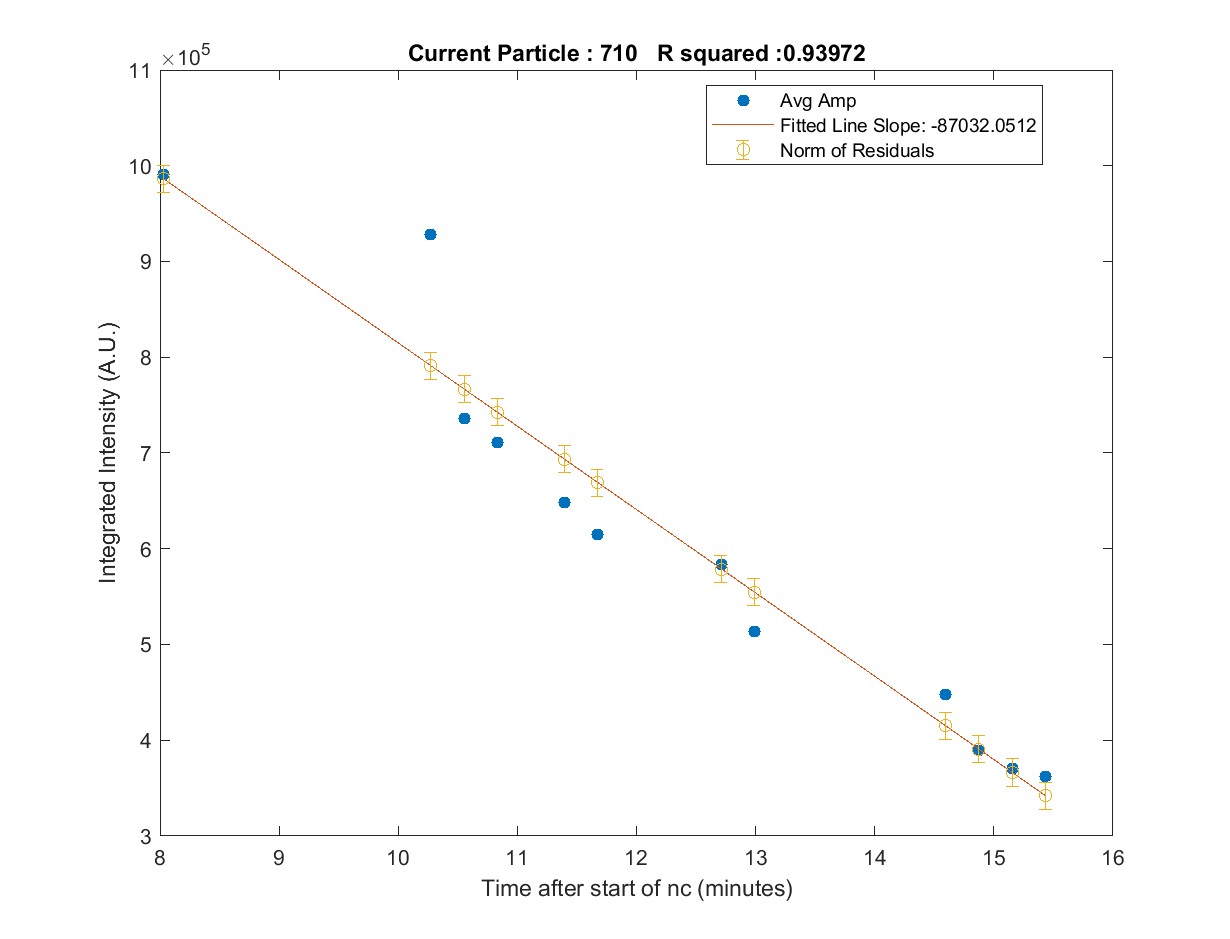 Current Particle : 710   R squared :0.93972
×10^5
Avg Amp
Fitted Line Slope: -87032.0512
Norm of Residuals
11
10
9
8
7
6
5
4
3
Integrated Intensity (A.U.)
8 9 10 11 12 13 14 15 16
Time after start of nc (minutes)